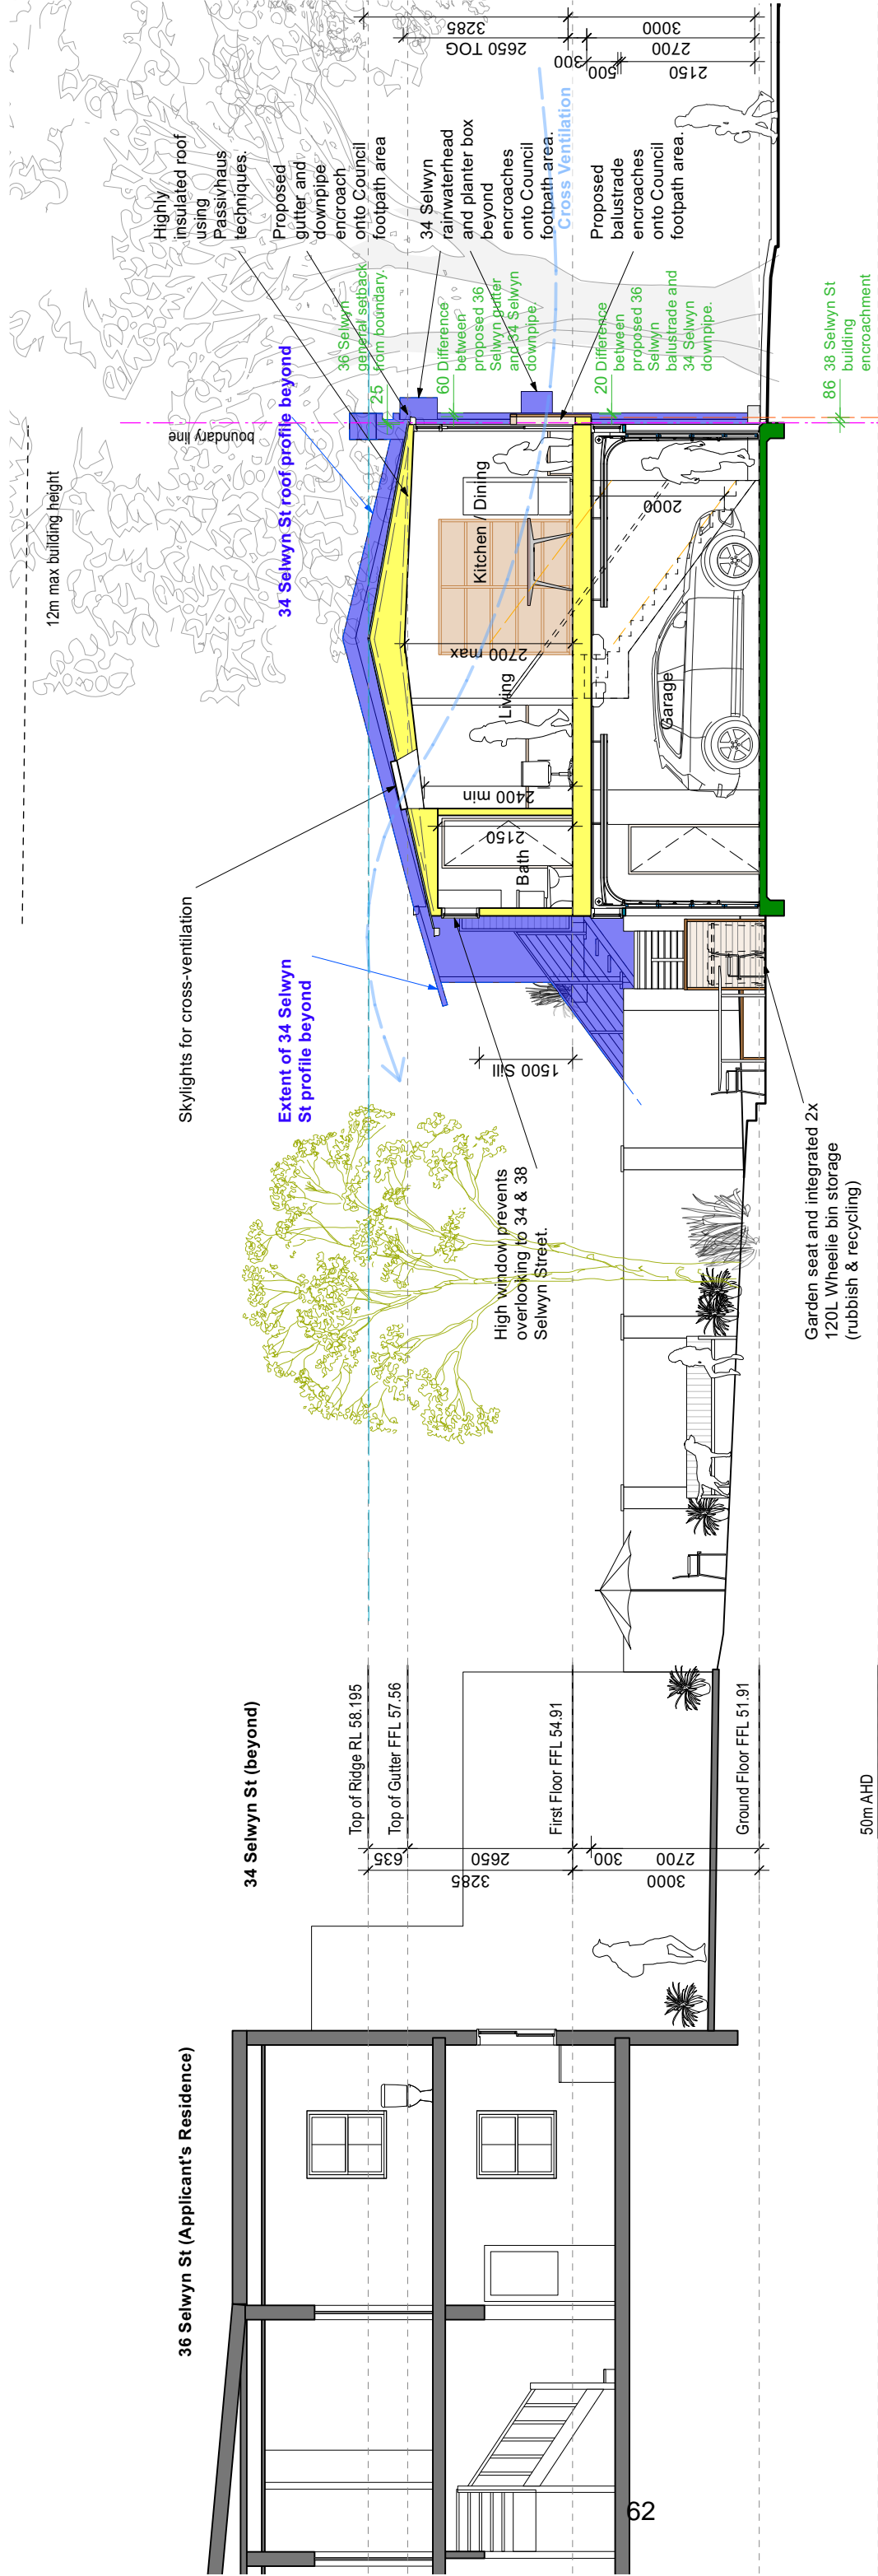 12m max building height
Highly
insulated roof
using
Passivhaus
techniques.
Proposed
gutter and
downpipe
encroach
onto Council
footpath area
34 Selwyn
rainwaterhead
and planter box
beyond
encroaches
onto Council
footpath area.
Cross Ventilation
Proposed
balustrade
encroaches
onto Council
footpath area.
3285
2650 TOG
300
500
3000
2700
2150
36 Selwyn
general setback
from boundary.
25
60 Difference
between
proposed 36
Selwyn gutter
and 34 Selwyn
downpipe.
20 Difference
between
proposed 36
Selwyn
balustrade and
34 Selwyn
downpipe.
86 38 Selwyn St
building
encroachment
boundary line
34 Selwyn St roof profile beyond
Kitchen / Dining
2700 max
Living
2400 min
2150
Bath
2000
Garage
Skylights for cross-ventilation
Extent of 34 Selwyn
St profile beyond
1500 Sill
High window prevents
overlooking to 34 & 38
Selwyn Street.
Garden seat and integrated 2x
120L Wheelie bin storage
(rubbish & recycling)
34 Selwyn St (beyond)
Top of Ridge RL 58.195
Top of Gutter FFL 57.56
First Floor FFL 54.91
Ground Floor FFL 51.91
50m AHD
635
2650
300
2700
3285
3000
36 Selwyn St (Applicant's Residence)
62